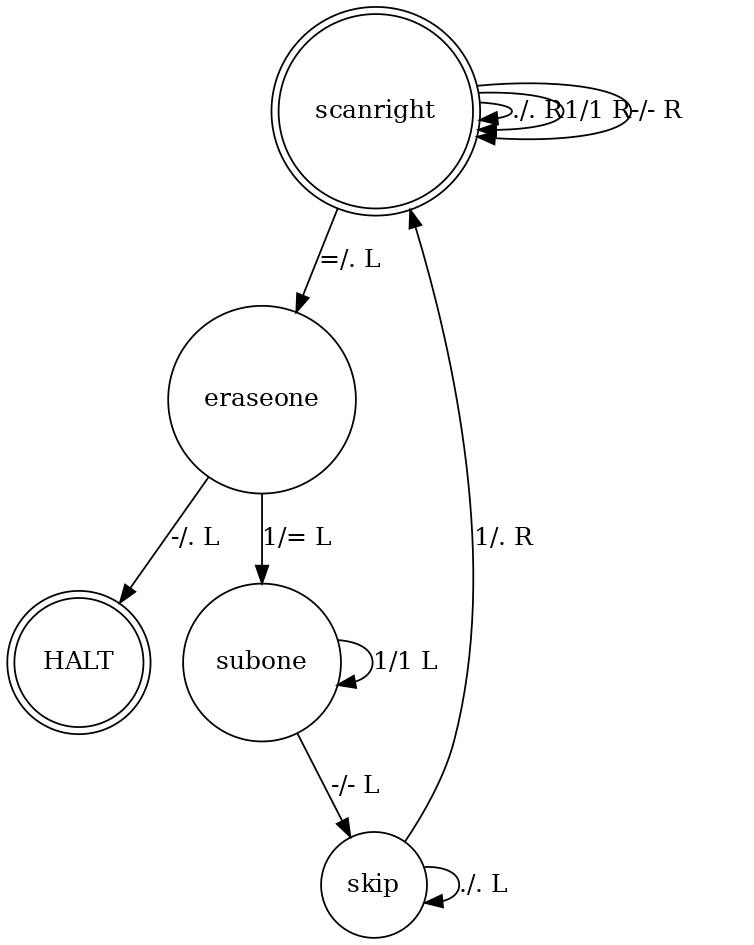 scanright
./. R
1/1 R
-/- R
=/. L
eraseone
-/. L
1/= L
1/. R
HALT
subone
1/1 L
-/- L
skip
./. L